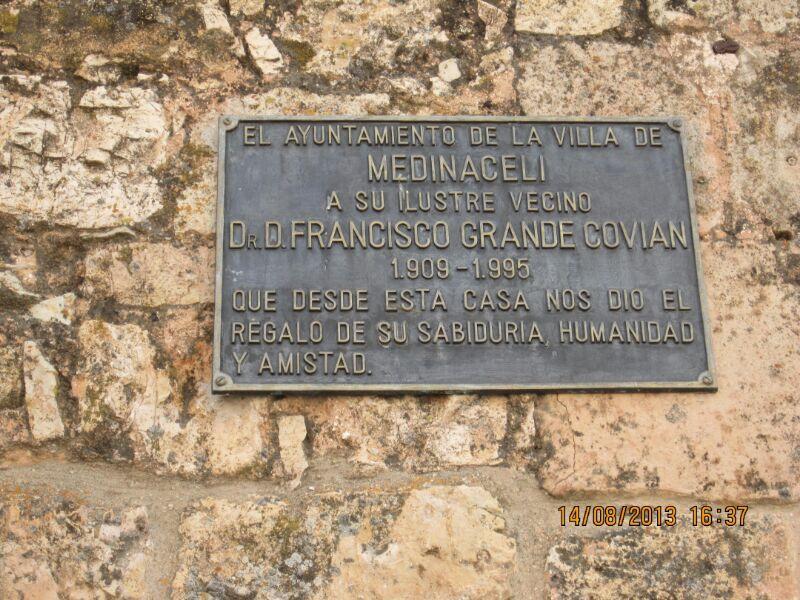 EL AYUNTAMIENTO DE LA VILLA DE
MEDINACELI
A SU ILUSTRE VECINO
DR. D. FRANCISCO GRANDE COVIAN
1.909 - 1.995
QUE DESDE ESTA CASA NOS DIO EL
REGALO DE SU SABIDURIA, HUMANIDAD
Y AMISTAD.
14/08/2013 16:37